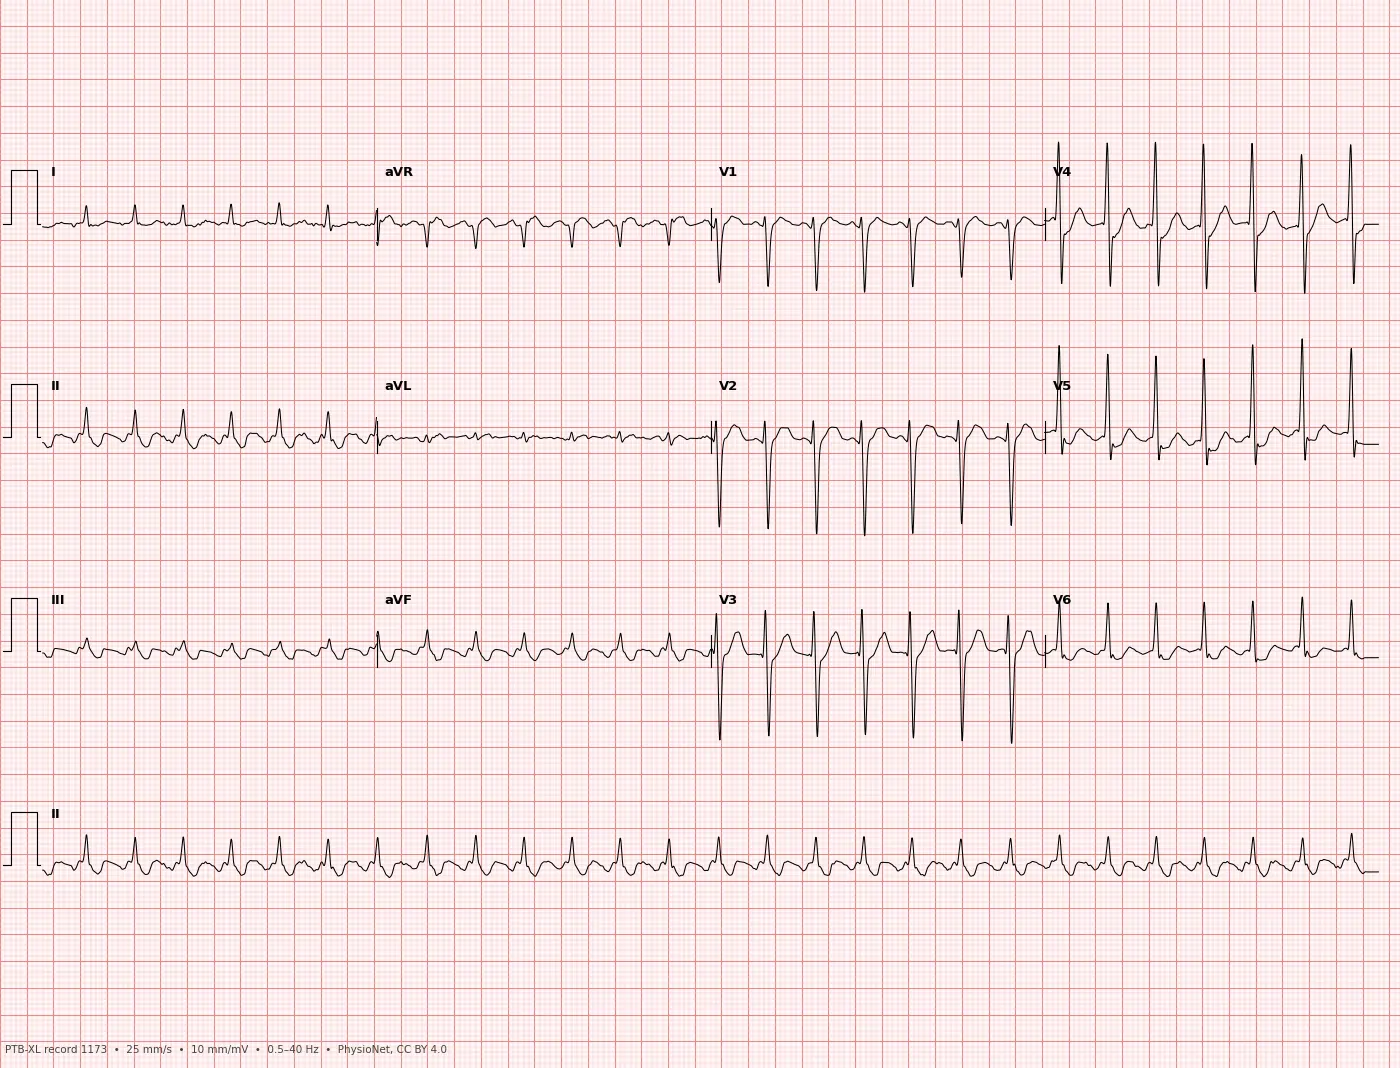 I aVR V1 V4
II aVL V2 V5
III aVF V3 V6
II
PTB-XL record 1173 • 25 mm/s • 10 mm/mV • 0.5–40 Hz • PhysioNet, CC BY 4.0